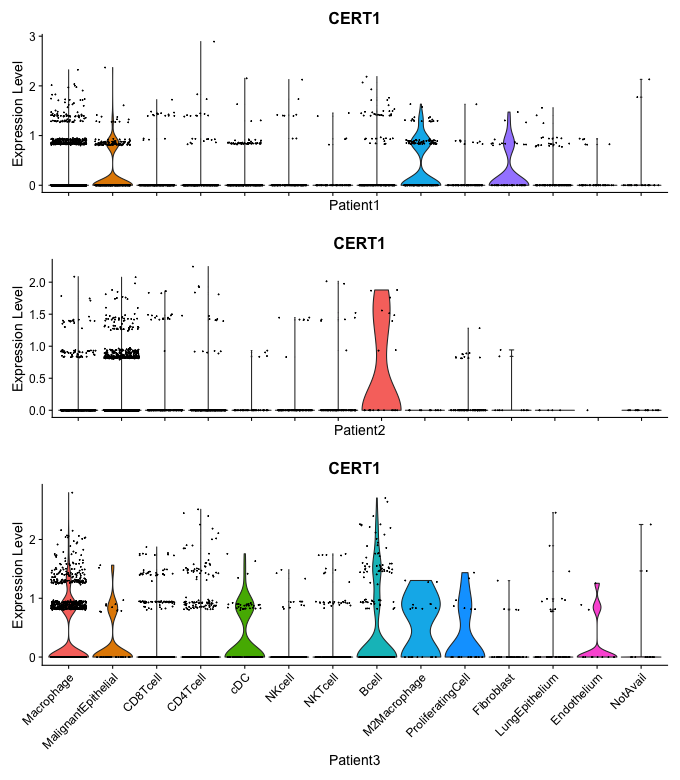 CERT1
Expression Level
3
2
1
0
Patient1
CERT1
Expression Level
2.0
1.5
1.0
0.5
0.0
Patient2
CERT1
Expression Level
2
1
0
Macrophage
MalignantEpithelial
CD8Tcell
CD4Tcell
cDC
NKcell
NKTcell
Bcell
M2Macrophage
ProliferatingCell
Fibroblast
LungEpithelium
Endothelium
NotAvail
Patient3